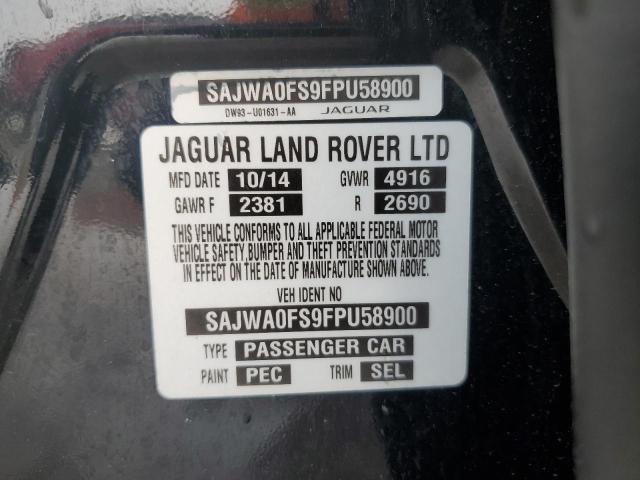 SAJWA0FS9FPU58900
DW93-U01631-AA JAGUAR
JAGUAR LAND ROVER LTD
MFD DATE 10/14 GVWR 4916
GAWR F 2381 R 2690
THIS VEHICLE CONFORMS TO ALL APPLICABLE FEDERAL MOTOR
VEHICLE SAFETY,BUMPER AND THEFT PREVENTION STANDARDS
IN EFFECT ON THE DATE OF MANUFACTURE SHOWN ABOVE.
VEH IDENT NO
SAJWA0FS9FPU58900
TYPE PASSENGER CAR
PAINT PEC TRIM SEL